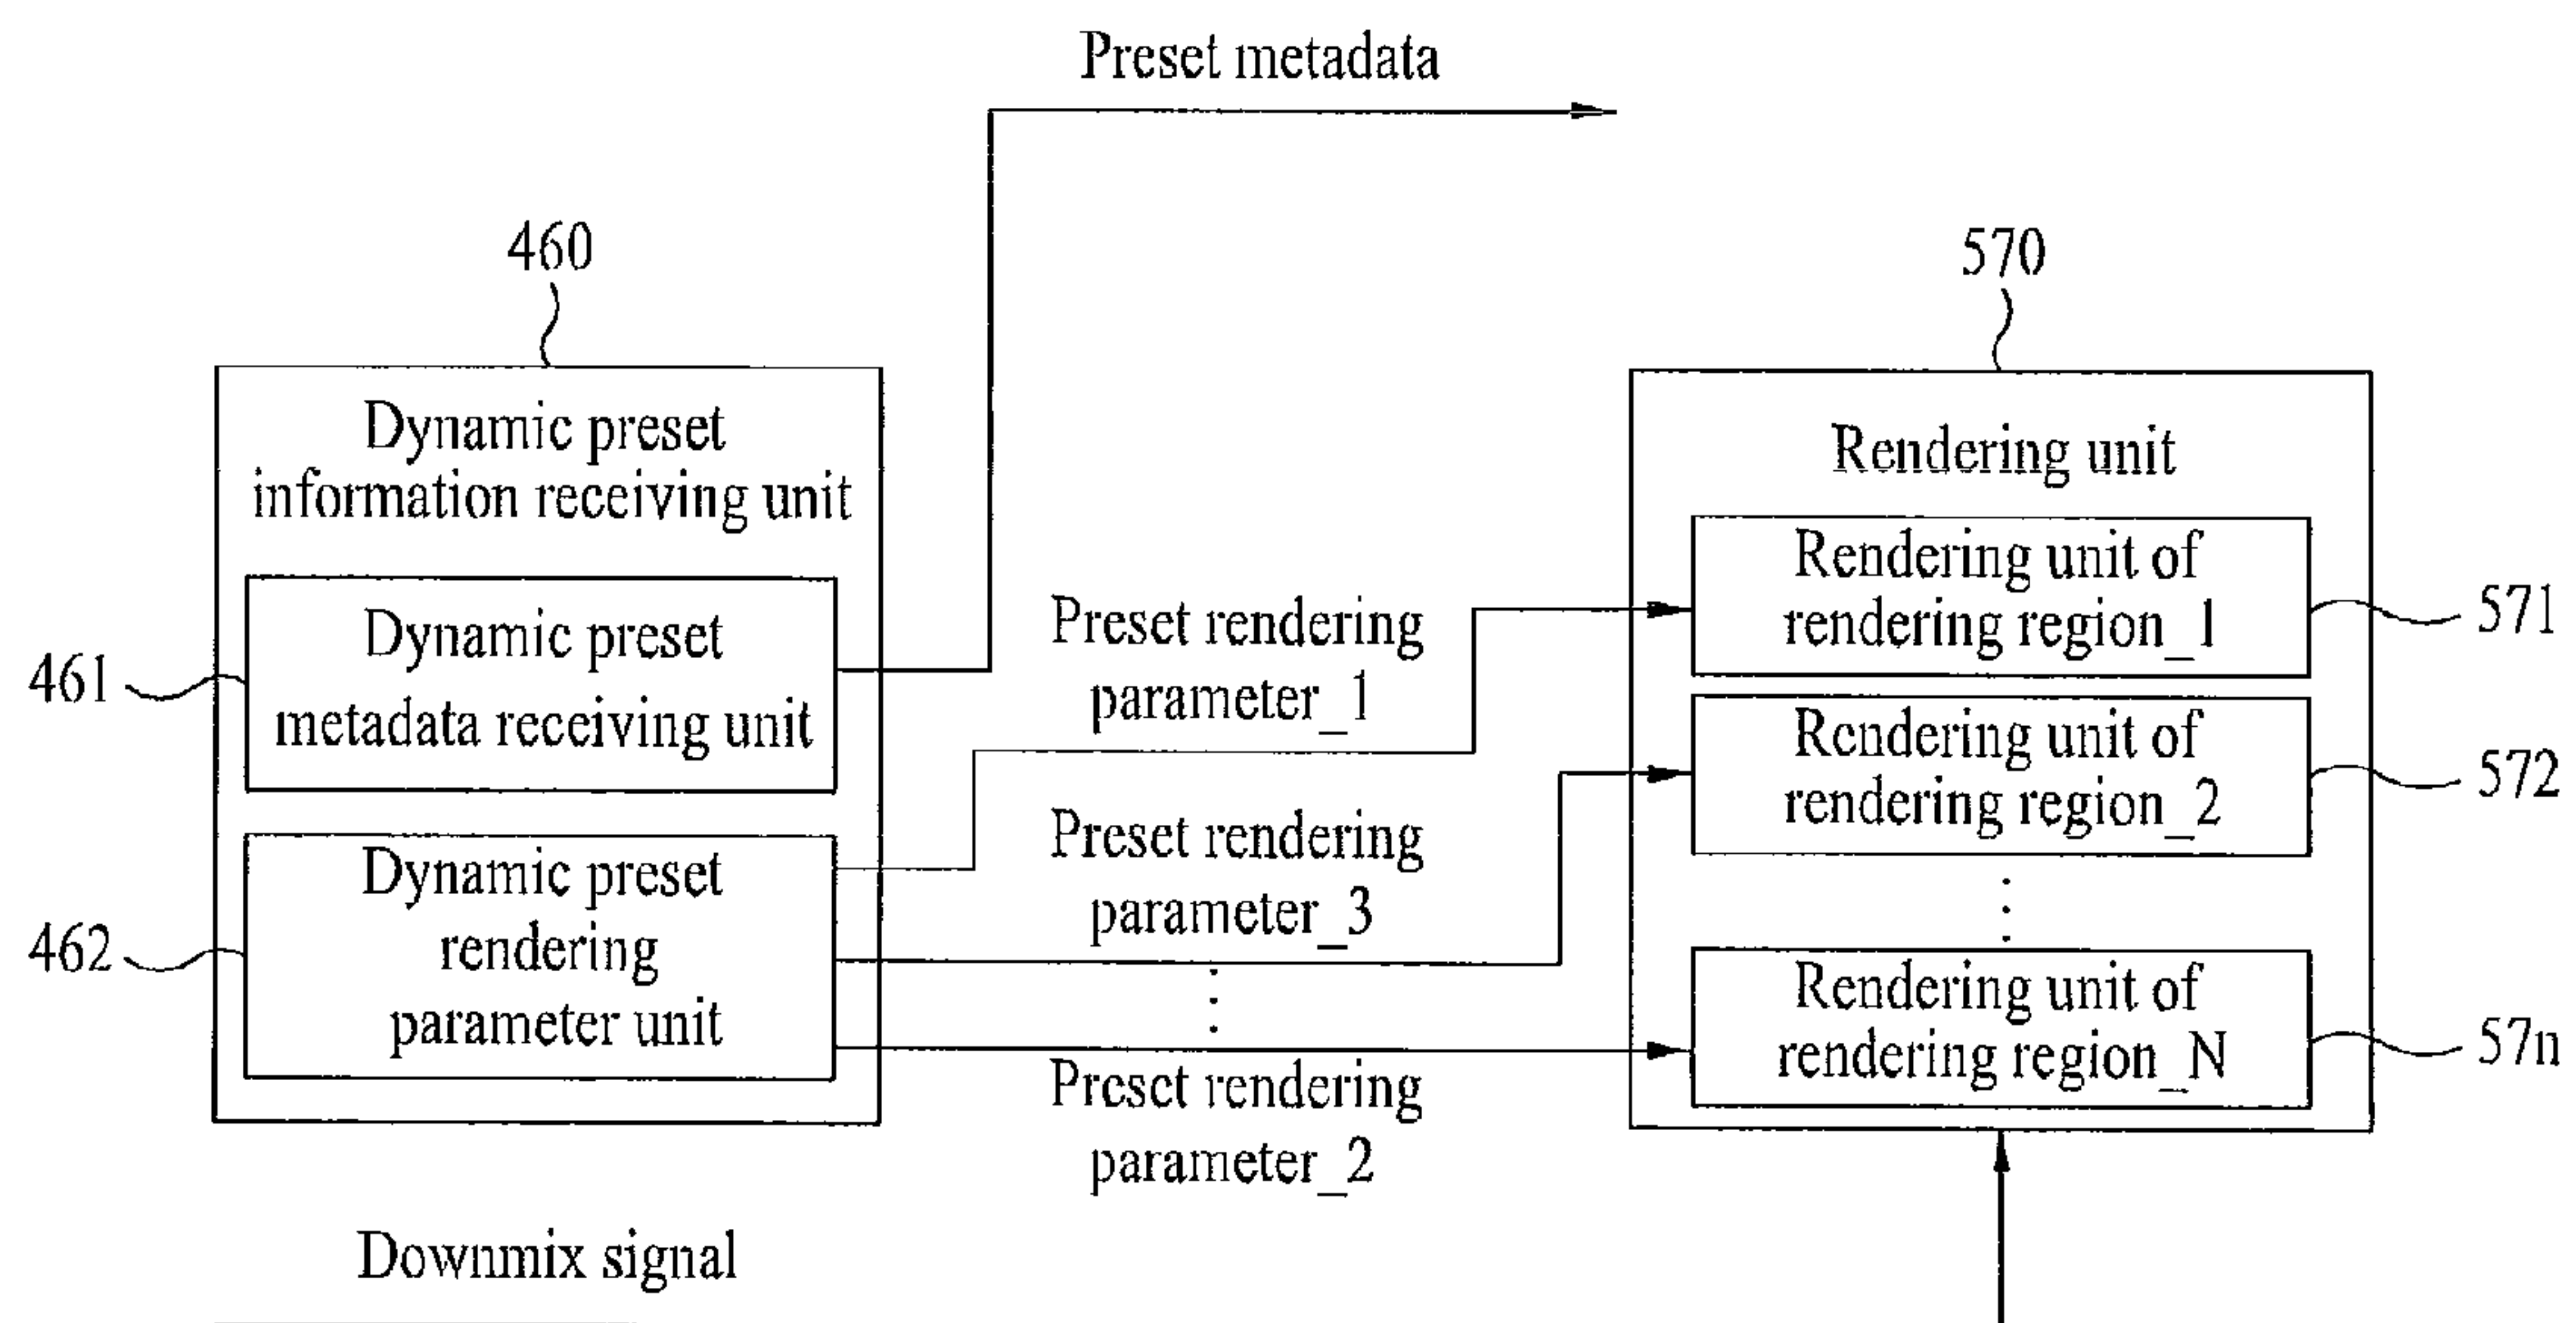 Preset metadata
460
570
Dynamic preset
information receiving unit
Rendering unit
461
Dynamic preset
metadata receiving unit
Preset rendering
parameter_1
Rendering unit of
rendering region_1
571
Rendering unit of
rendering region_2
572
462
Dynamic preset
rendering
parameter unit
Preset rendering
parameter_3
Rendering unit of
rendering region_N
57n
Preset rendering
parameter_2
Downmix signal